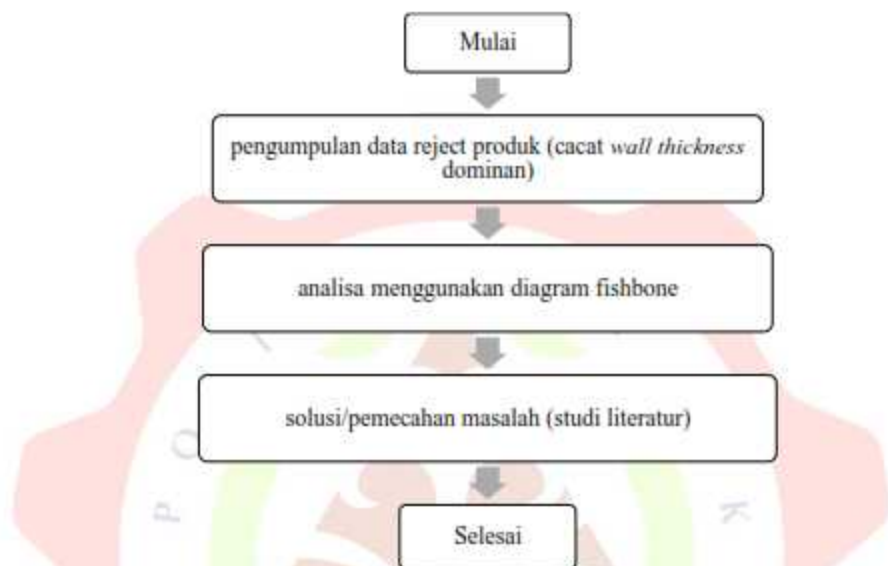 Mulai
pengumpulan data reject produk (cacat wall thickness
dominan)
analisa menggunakan diagram fishbone
solusi/pemecahan masalah (studi literatur)
Selesai
P O
K